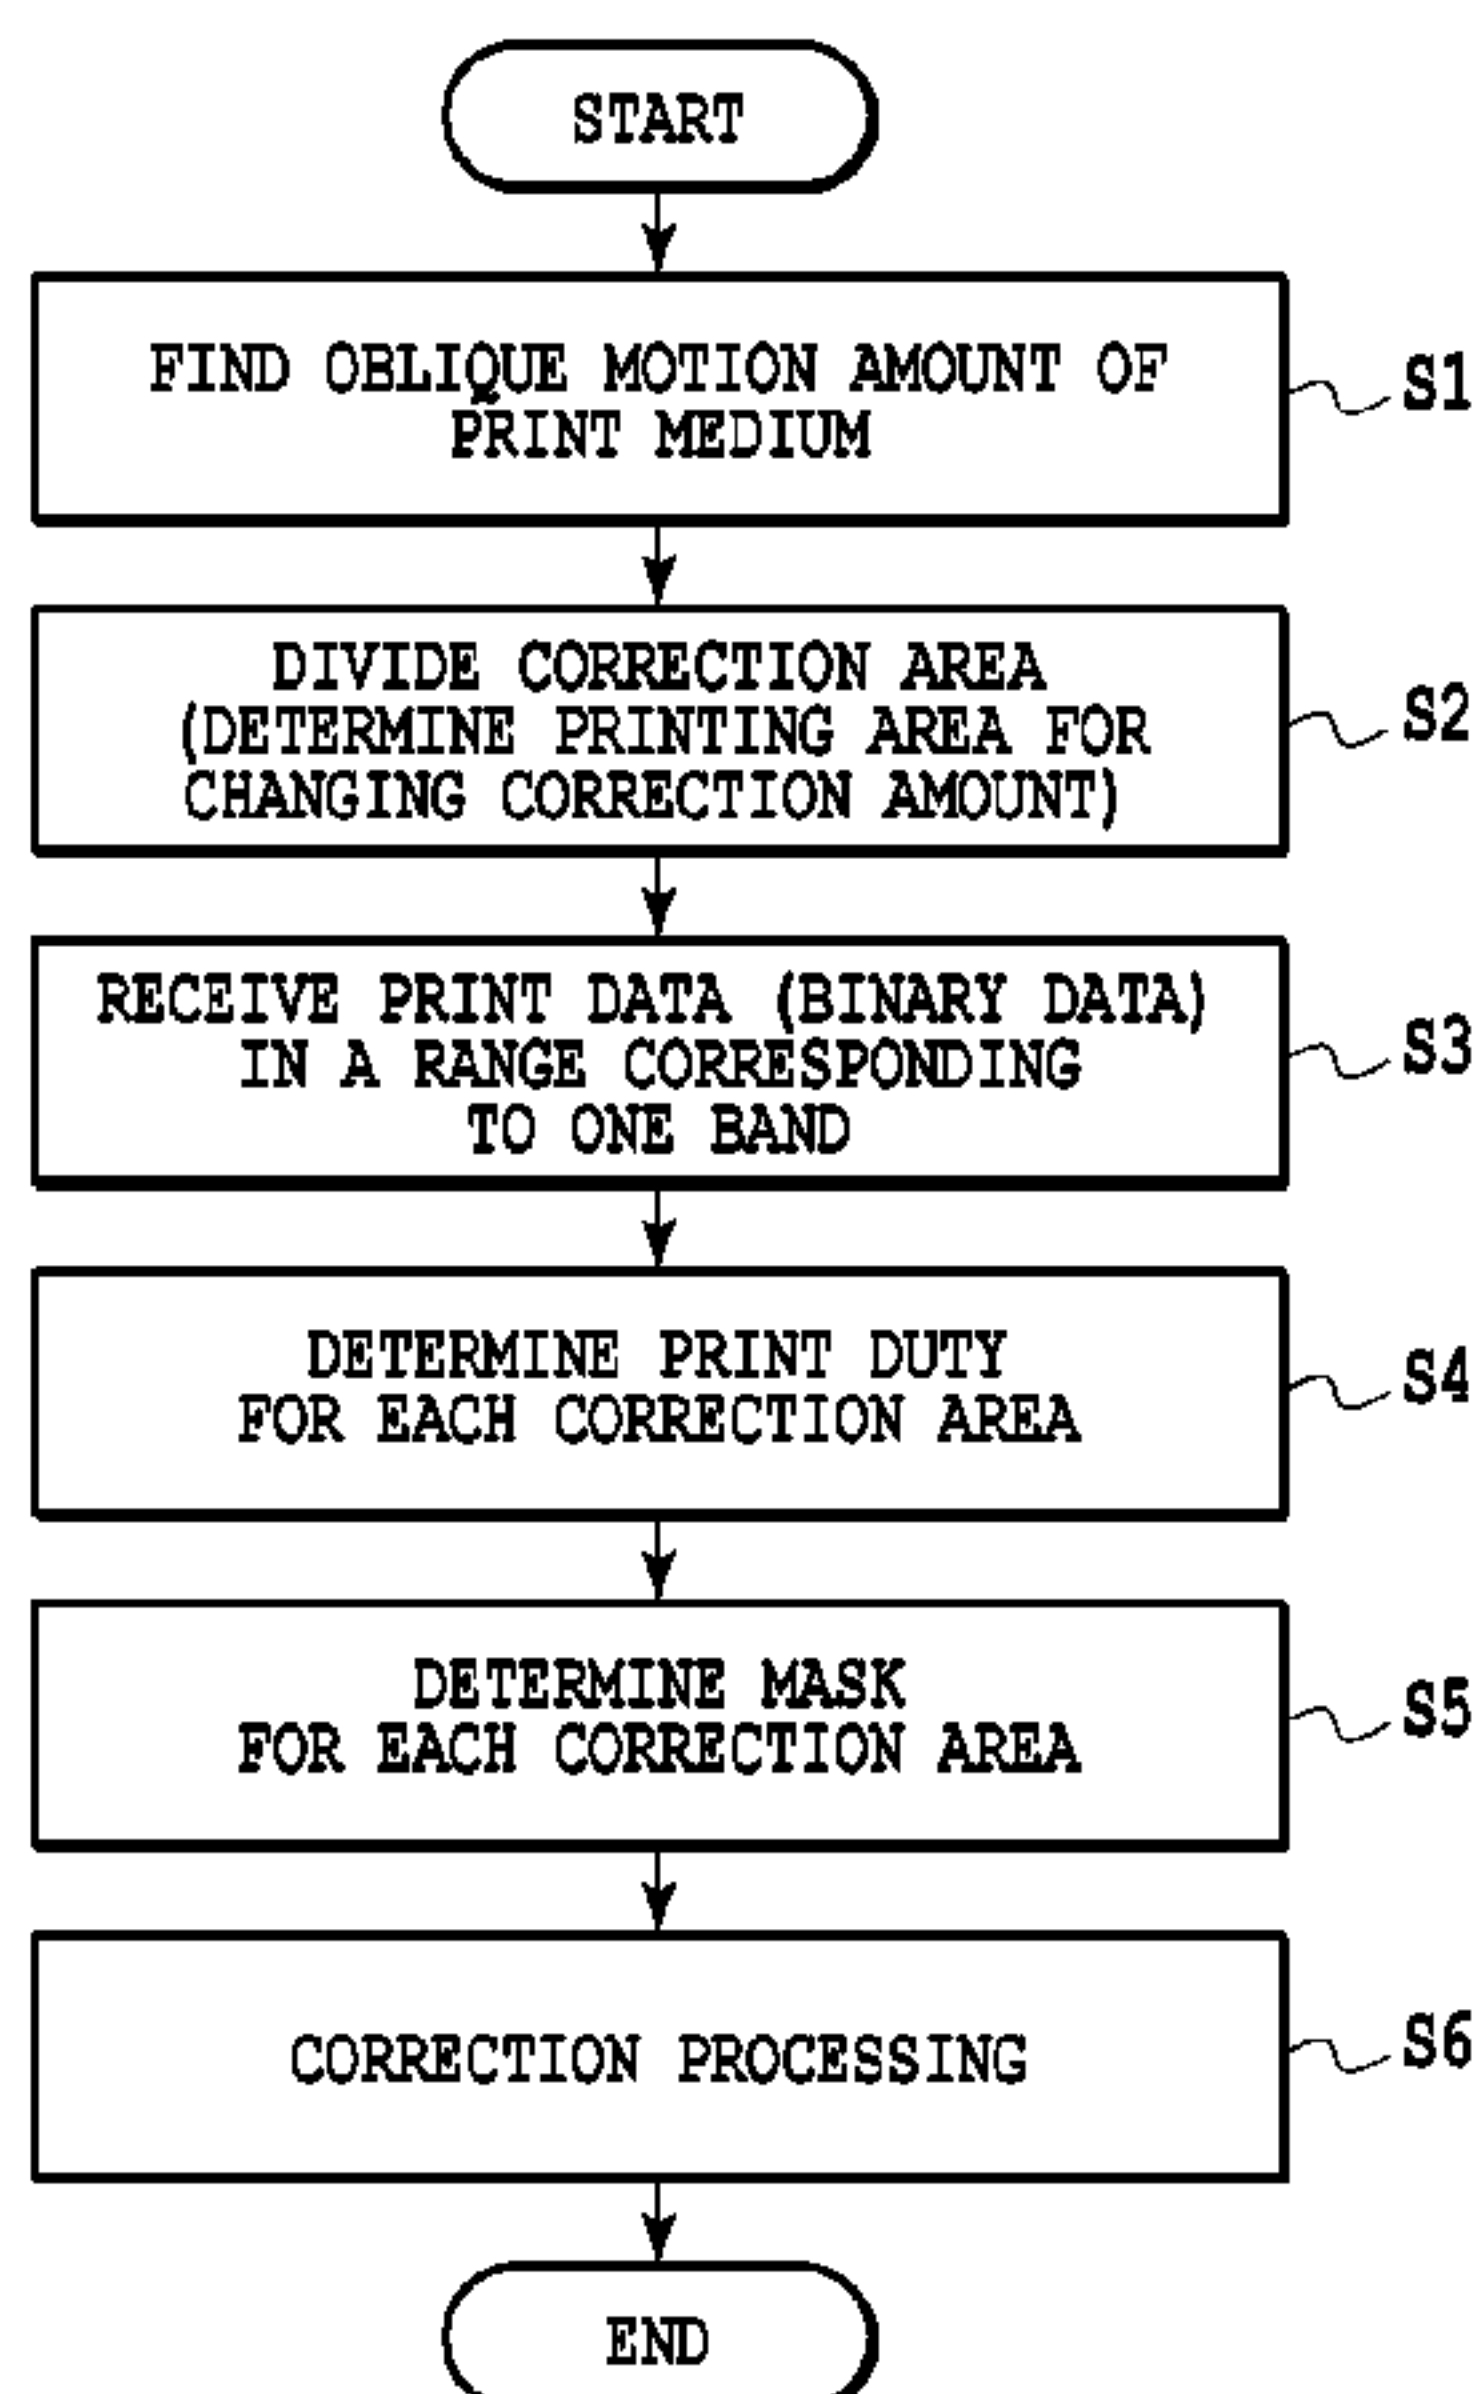 START
FIND OBLIQUE MOTION AMOUNT OF
PRINT MEDIUM
S1
DIVIDE CORRECTION AREA
(DETERMINE PRINTING AREA FOR
CHANGING CORRECTION AMOUNT)
S2
RECEIVE PRINT DATA (BINARY DATA)
IN A RANGE CORRESPONDING
TO ONE BAND
S3
DETERMINE PRINT DUTY
FOR EACH CORRECTION AREA
S4
DETERMINE MASK
FOR EACH CORRECTION AREA
S5
CORRECTION PROCESSING
S6
END